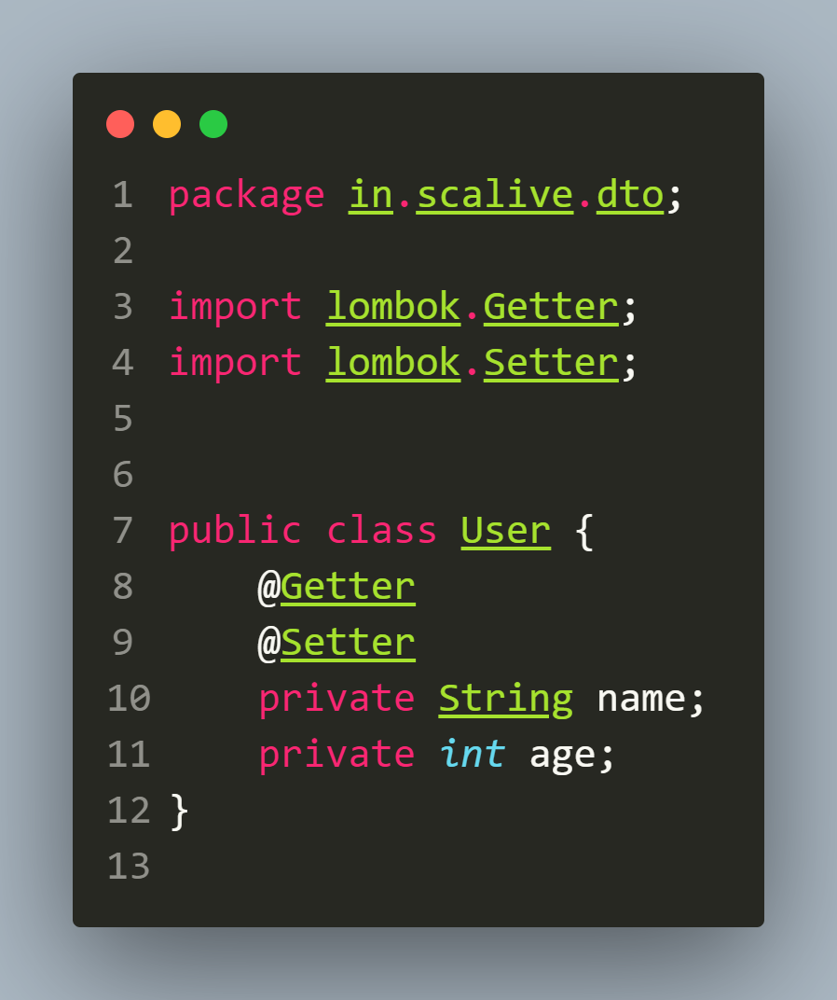 1 package in.scalive.dto;
2
3 import lombok.Getter;
4 import lombok.Setter;
5
6
7 public class User {
8     @Getter
9     @Setter
10     private String name;
11     private int age;
12 }
13